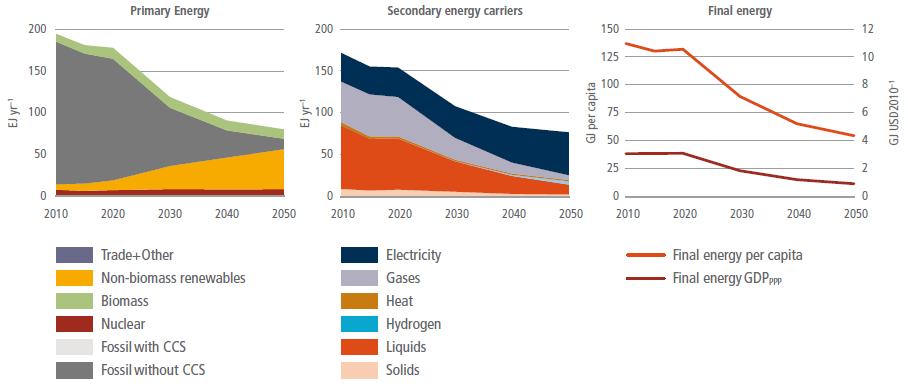 Primary Energy
Secondary energy carriers
Final energy
200
150
100
50
0
EJ yr⁻¹
2010 2020 2030 2040 2050
200
150
100
50
0
EJ yr⁻¹
2010 2020 2030 2040 2050
150
125
100
75
50
25
0
GJ per capita
12
10
8
6
4
2
0
GJ USD2010⁻¹
2010 2020 2030 2040 2050
Trade+Other
Non-biomass renewables
Biomass
Nuclear
Fossil with CCS
Fossil without CCS
Electricity
Gases
Heat
Hydrogen
Liquids
Solids
Final energy per capita
Final energy GDPPPP